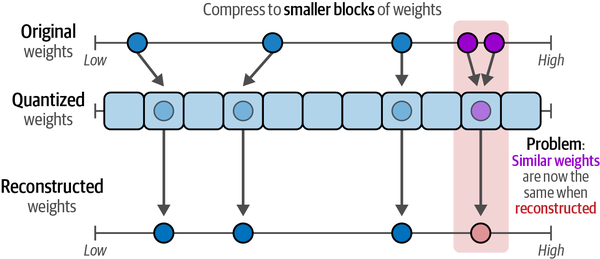 Compress to smaller blocks of weights
Original
weights
Low
High
Quantized
weights
Problem:
Similar weights
are now the
same when
reconstructed
Reconstructed
weights
Low
High